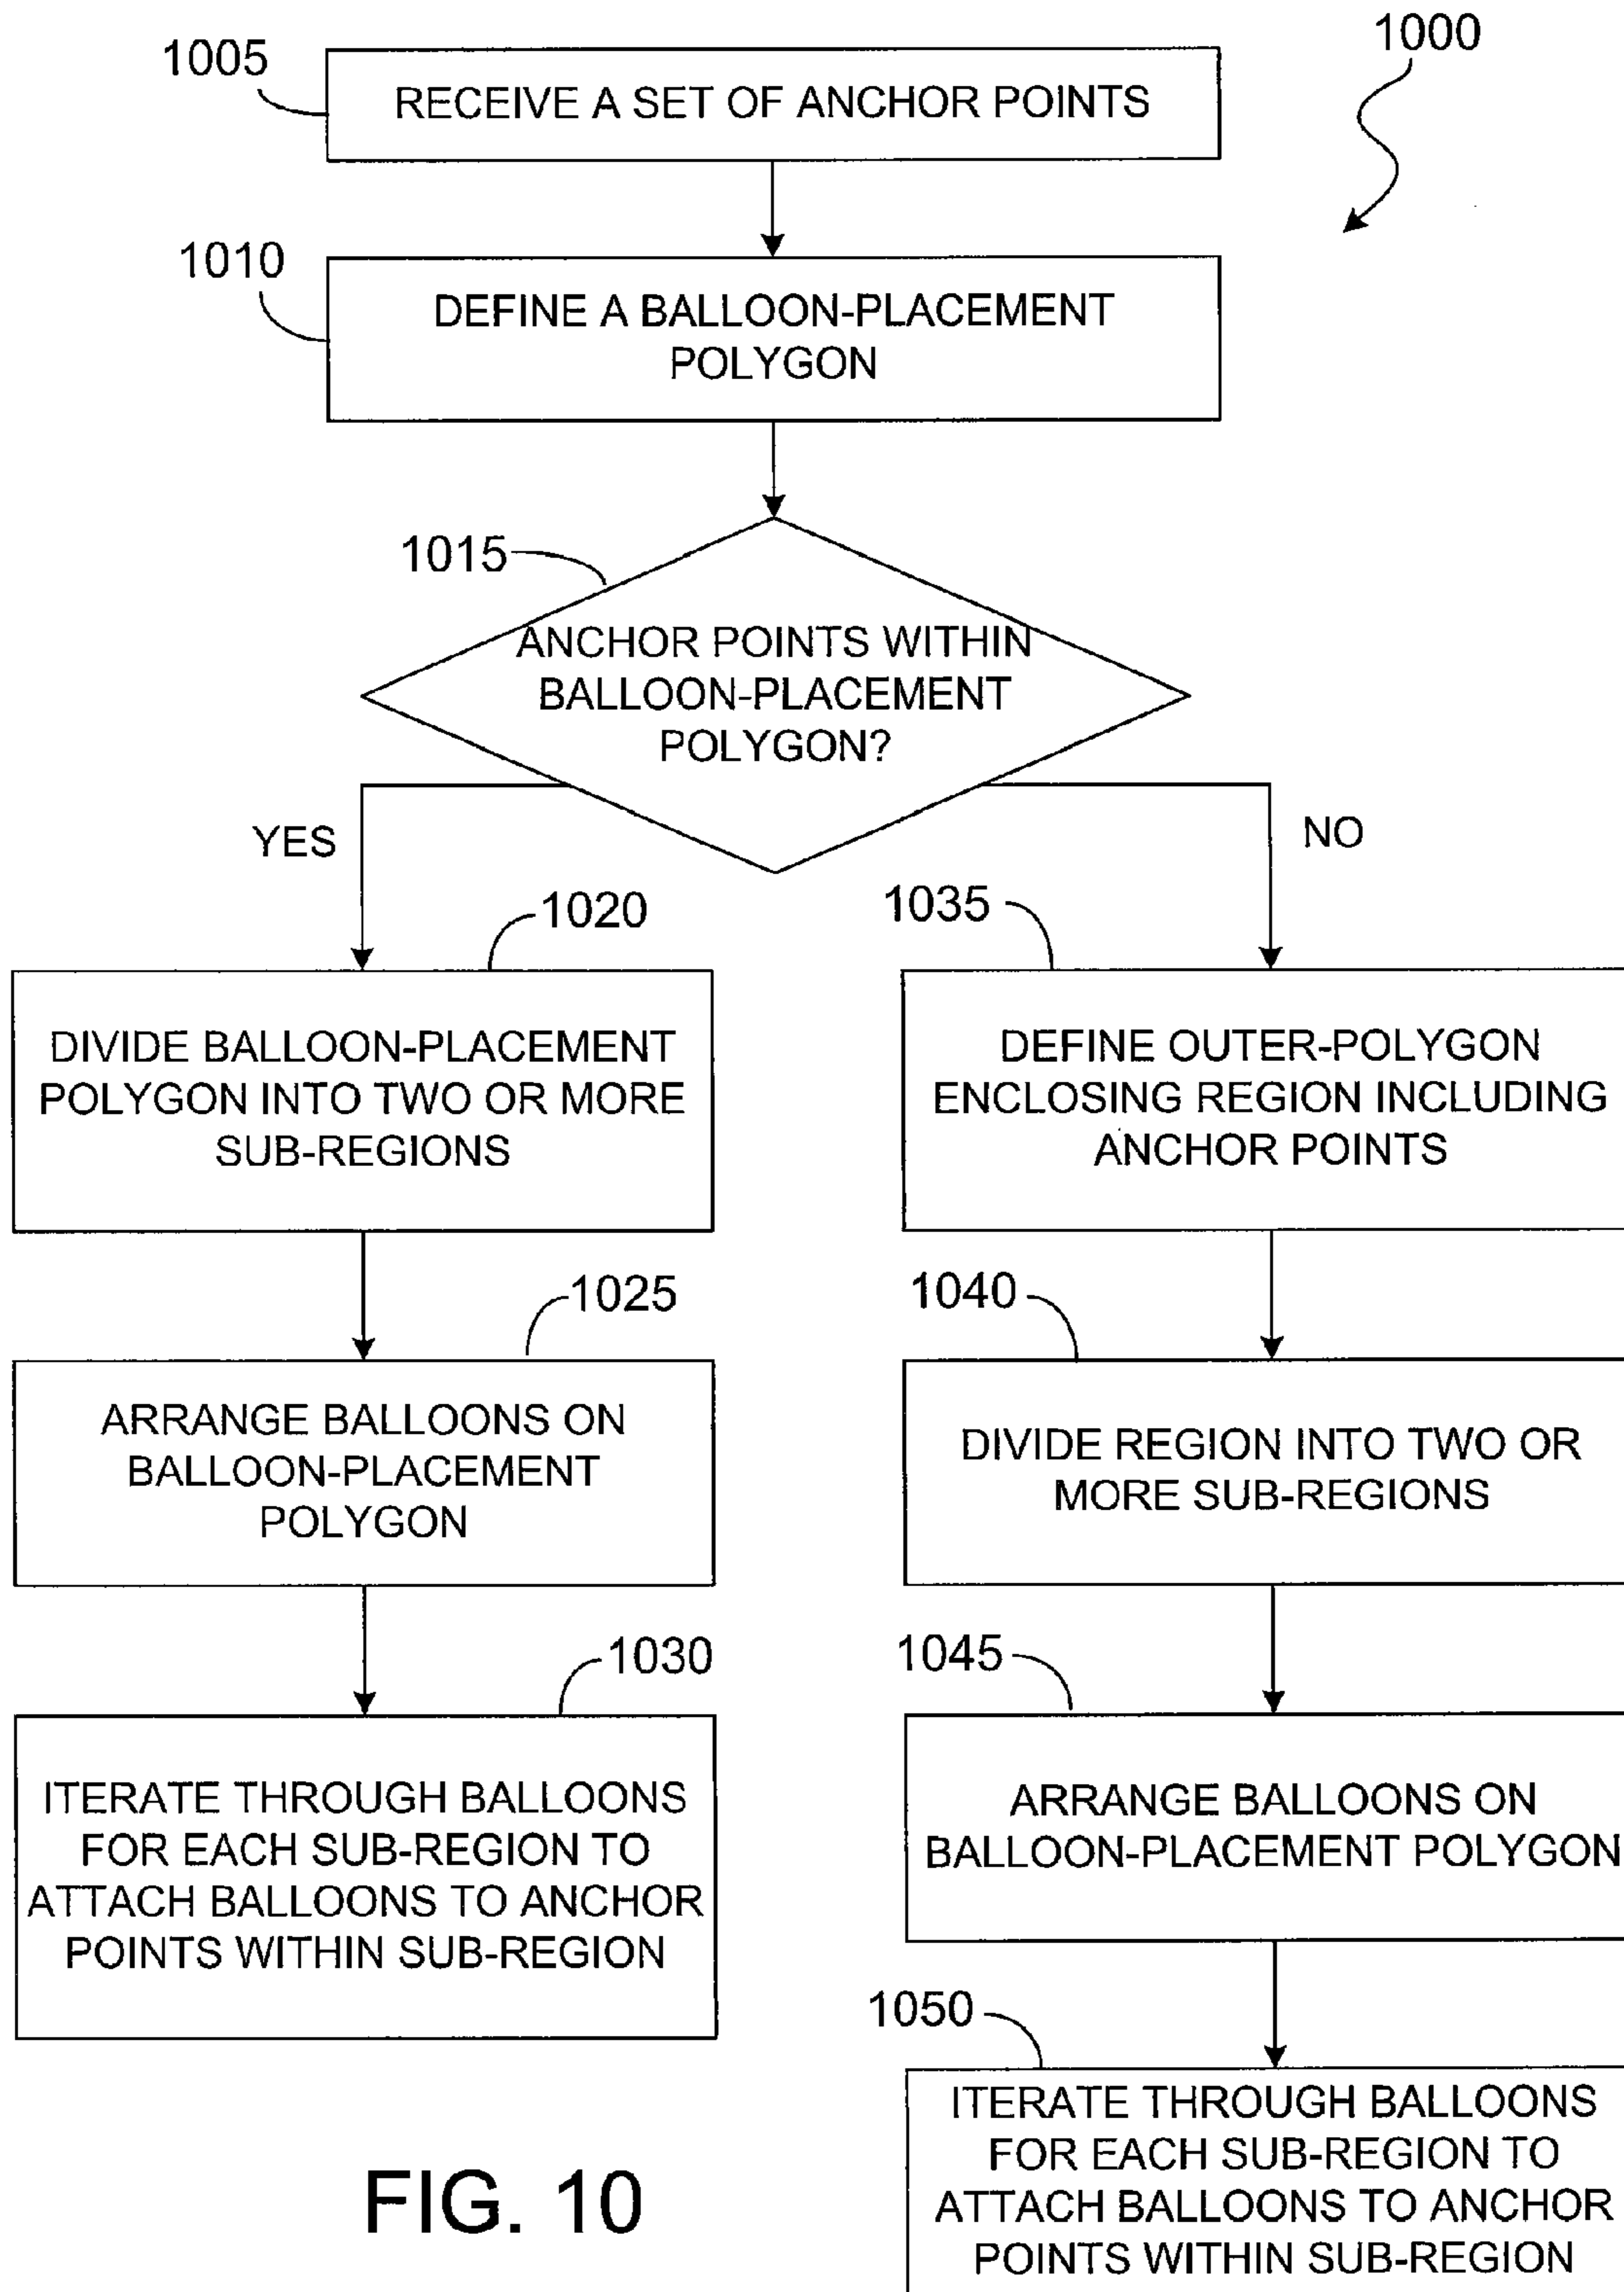 1000
1005
RECEIVE A SET OF ANCHOR POINTS
1010
DEFINE A BALLOON-PLACEMENT
POLYGON
1015
ANCHOR POINTS WITHIN
BALLOON-PLACEMENT
POLYGON?
YES
NO
1020
DIVIDE BALLOON-PLACEMENT
POLYGON INTO TWO OR MORE
SUB-REGIONS
1025
ARRANGE BALLOONS ON
BALLOON-PLACEMENT
POLYGON
1030
ITERATE THROUGH BALLOONS
FOR EACH SUB-REGION TO
ATTACH BALLOONS TO ANCHOR
POINTS WITHIN SUB-REGION
1035
DEFINE OUTER-POLYGON
ENCLOSING REGION INCLUDING
ANCHOR POINTS
1040
DIVIDE REGION INTO TWO OR
MORE SUB-REGIONS
1045
ARRANGE BALLOONS ON
BALLOON-PLACEMENT POLYGON
1050
ITERATE THROUGH BALLOONS
FOR EACH SUB-REGION TO
ATTACH BALLOONS TO ANCHOR
POINTS WITHIN SUB-REGION
FIG. 10